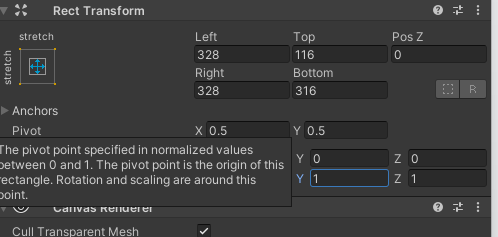 Rect Transform
stretch
stretch
Left Top Pos Z
328 116 0
Right Bottom
328 316
R
Anchors
Pivot X 0.5 Y 0.5
The pivot point specified in normalized values
between 0 and 1. The pivot point is the origin of this
rectangle. Rotation and scaling are around this
point.
Y 0 Z 0
Y 1 Z 1
Canvas Renderer
Cull Transparent Mesh